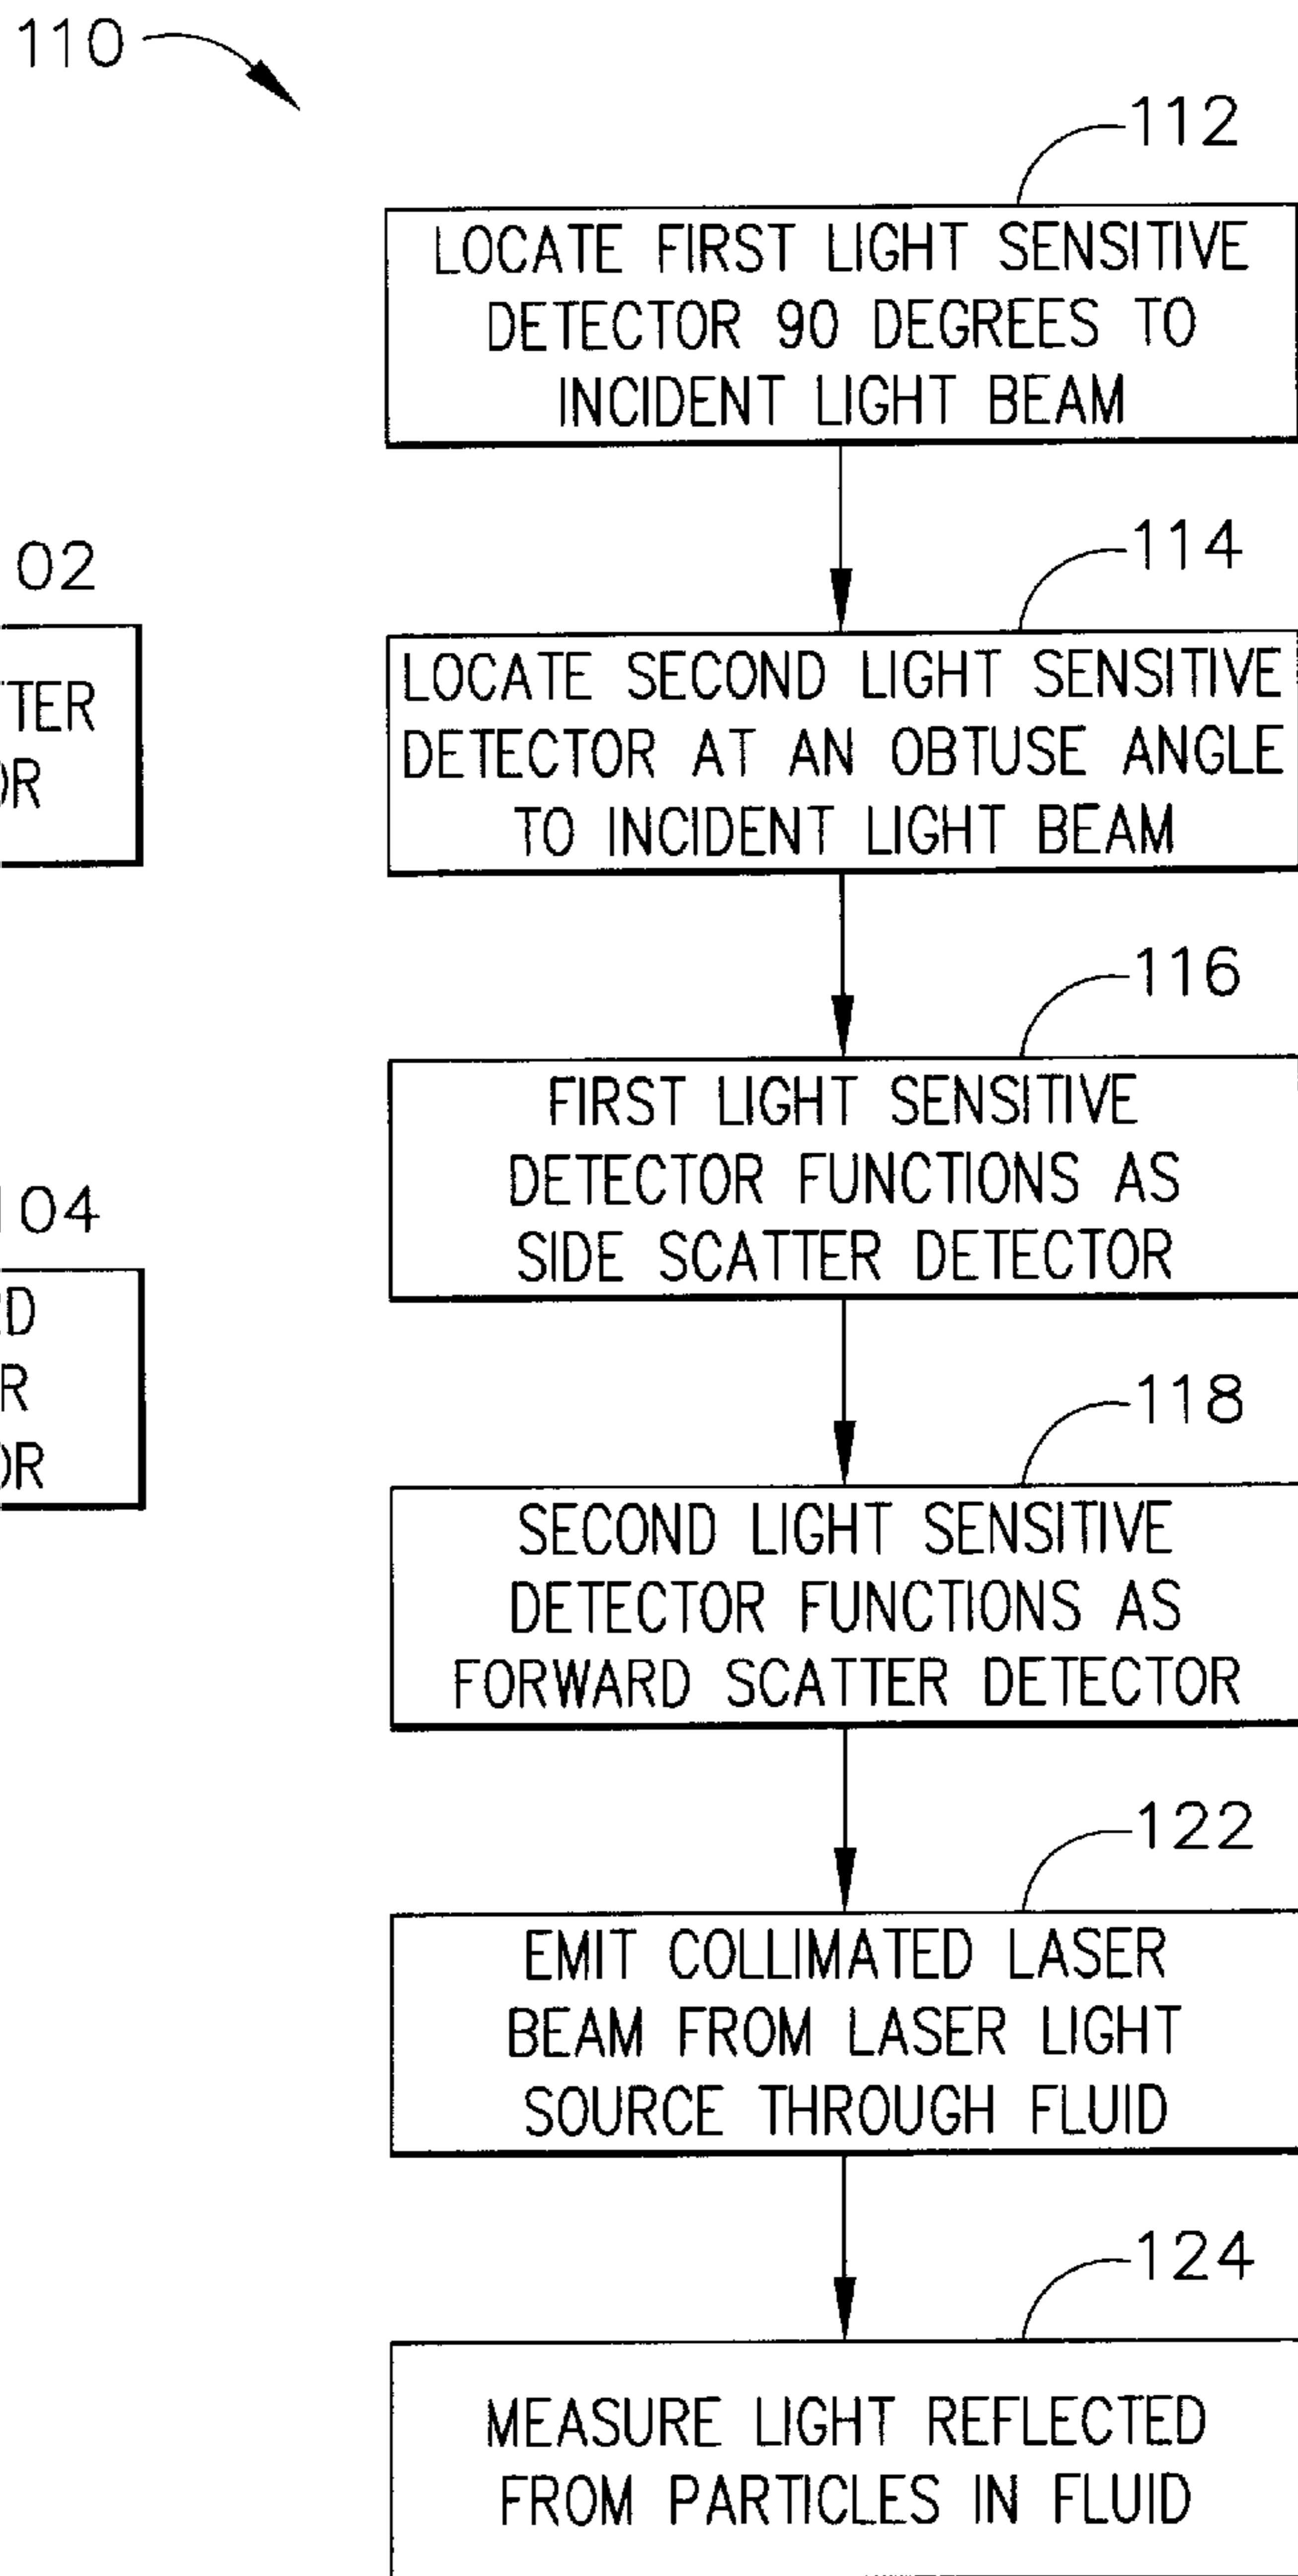 110
112
LOCATE FIRST LIGHT SENSITIVE
DETECTOR 90 DEGREES TO
INCIDENT LIGHT BEAM
02
114
LOCATE SECOND LIGHT SENSITIVE
DETECTOR AT AN OBTUSE ANGLE
TO INCIDENT LIGHT BEAM
116
FIRST LIGHT SENSITIVE
DETECTOR FUNCTIONS AS
SIDE SCATTER DETECTOR
104
118
SECOND LIGHT SENSITIVE
DETECTOR FUNCTIONS AS
FORWARD SCATTER DETECTOR
122
EMIT COLLIMATED LASER
BEAM FROM LASER LIGHT
SOURCE THROUGH FLUID
124
MEASURE LIGHT REFLECTED
FROM PARTICLES IN FLUID